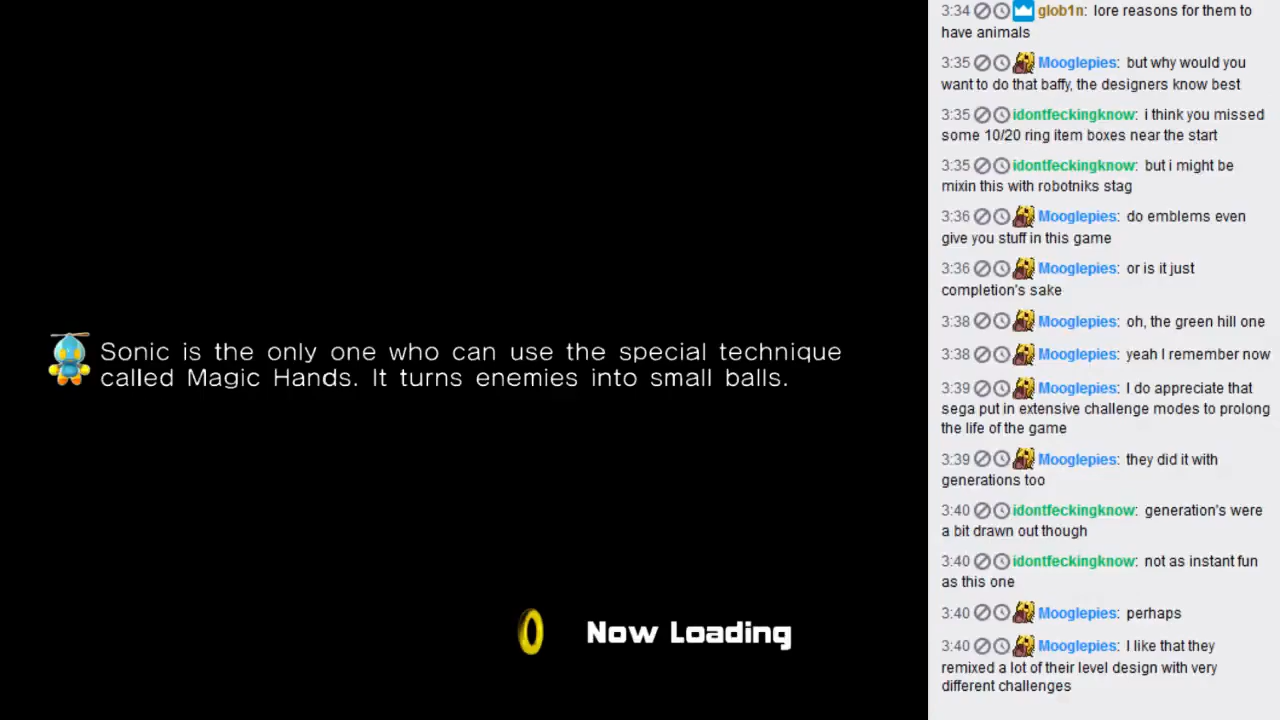 Sonic is the only one who can use the special technique
called Magic Hands. It turns enemies into small balls.
Now Loading
3:34 glob1n: lore reasons for them to
have animals
3:35 Mooglepies: but why would you
want to do that baffy, the designers know best
3:35 idontfeckingknow: i think you missed
some 10/20 ring item boxes near the start
3:35 idontfeckingknow: but i might be
mixin this with robotniks stag
3:36 Mooglepies: do emblems even
give you stuff in this game
3:36 Mooglepies: or is it just
completion's sake
3:38 Mooglepies: oh, the green hill one
3:38 Mooglepies: yeah I remember now
3:39 Mooglepies: I do appreciate that
sega put in extensive challenge modes to prolong
the life of the game
3:39 Mooglepies: they did it with
generations too
3:40 idontfeckingknow: generation's were
a bit drawn out though
3:40 idontfeckingknow: not as instant fun
as this one
3:40 Mooglepies: perhaps
3:40 Mooglepies: I like that they
remixed a lot of their level design with very
different challenges